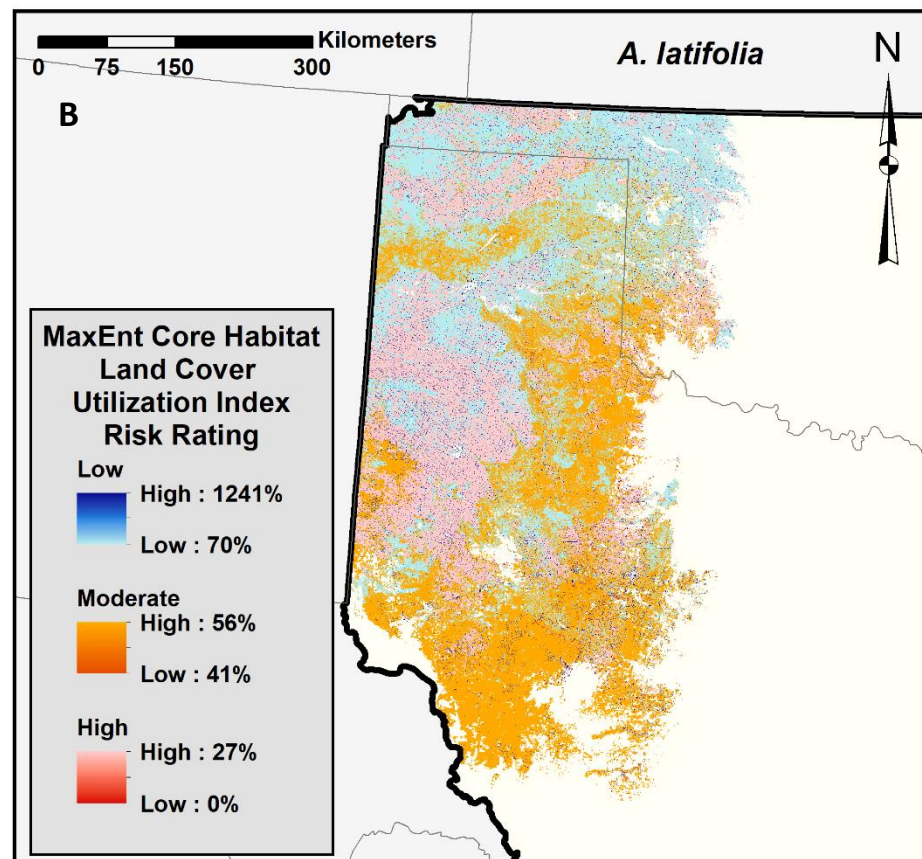 Kilometers
0 75 150 300
A. latifolia
N
B
MaxEnt Core Habitat
Land Cover
Utilization Index
Risk Rating
Low
High : 1241%
Low : 70%
Moderate
High : 56%
Low : 41%
High
High : 27%
Low : 0%